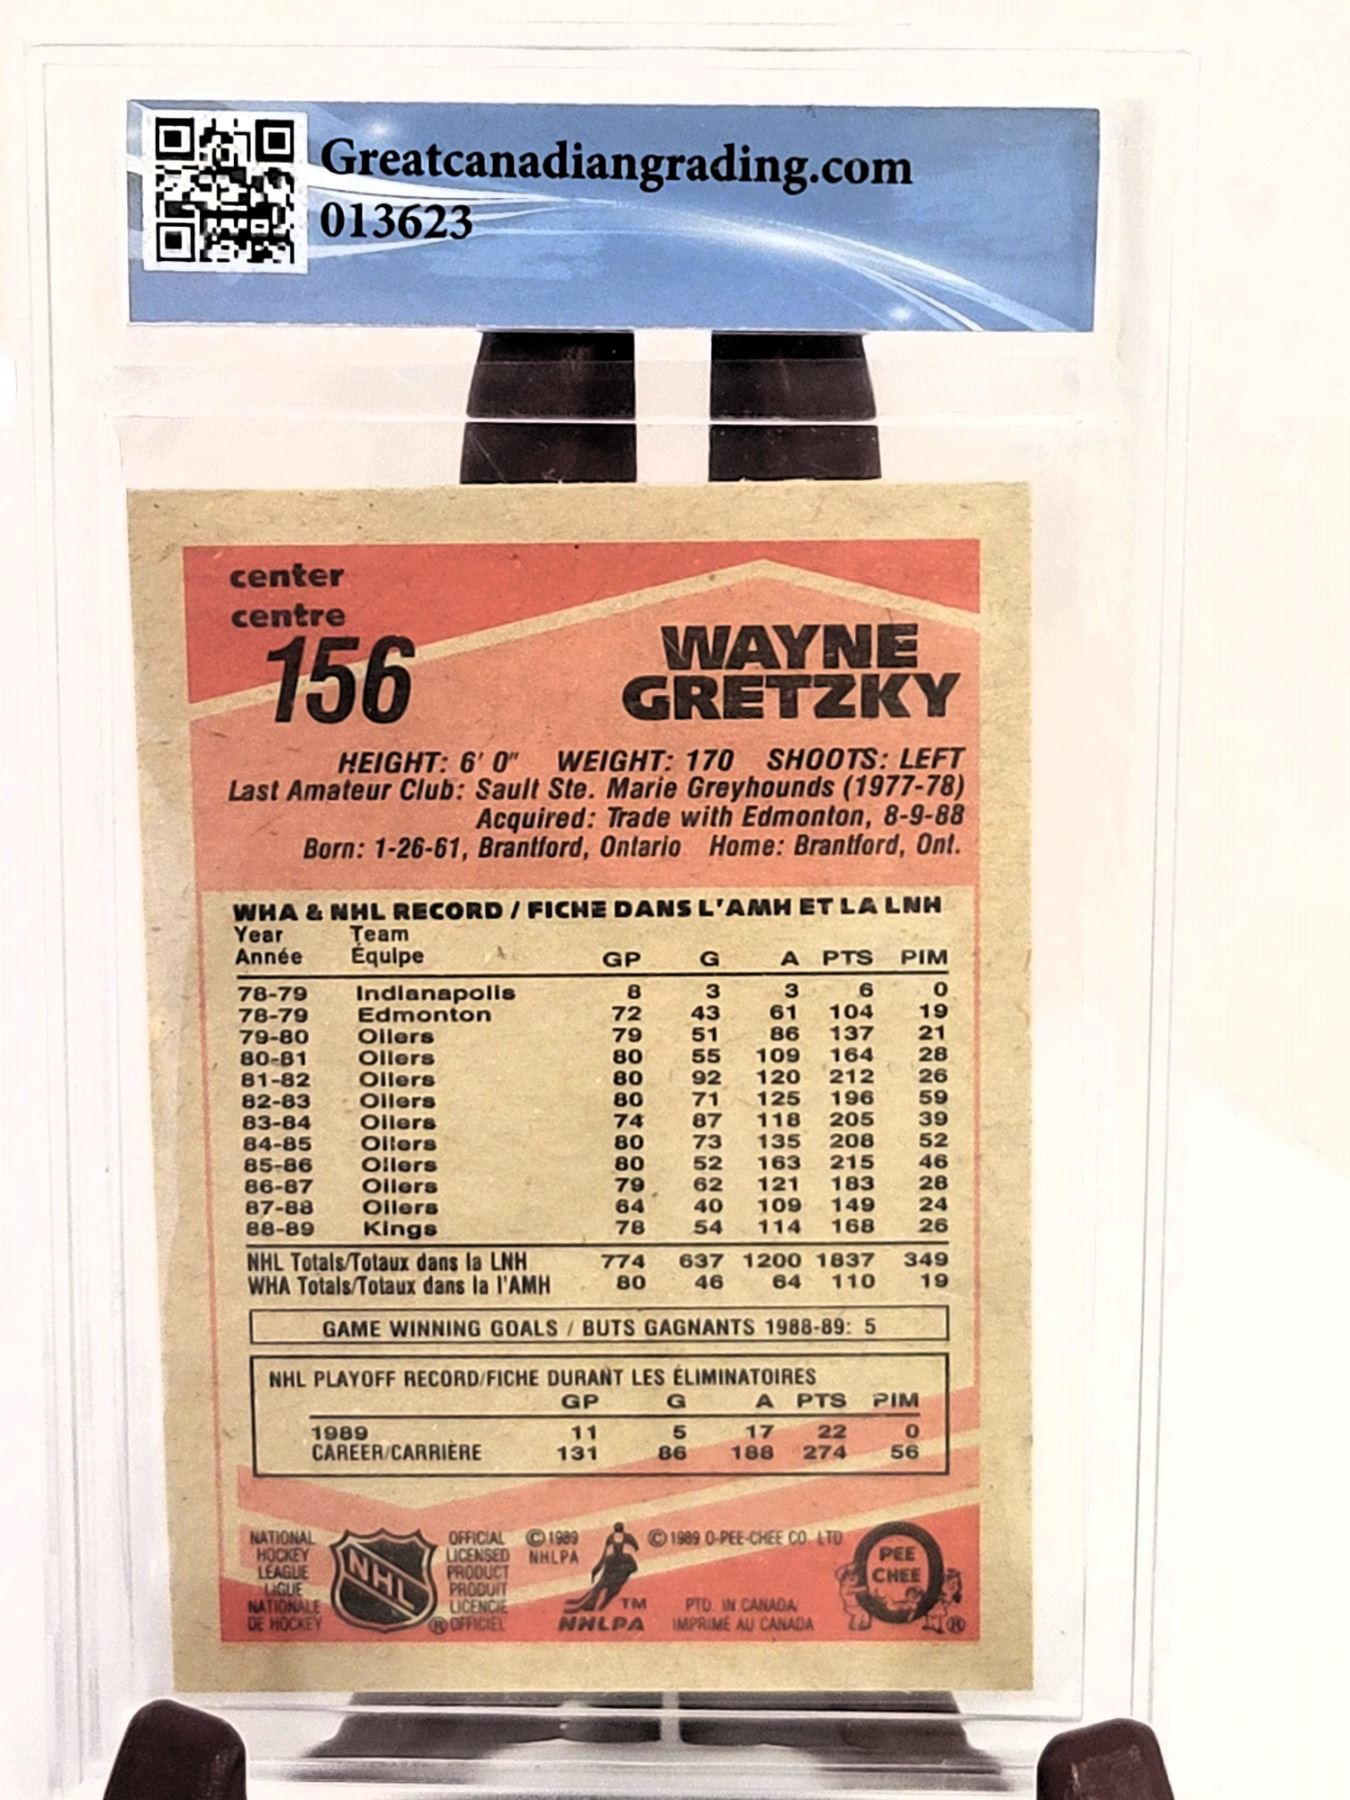 Greatcanadiangrading.com
013623
center
centre
156
WAYNE
GRETZKY
HEIGHT: 6' 0" WEIGHT: 170 SHOOTS: LEFT
Last Amateur Club: Sault Ste. Marie Greyhounds (1977-78)
Acquired: Trade with Edmonton, 8-9-88
Born: 1-26-61, Brantford, Ontario Home: Brantford, Ont.
WHA & NHL RECORD / FICHE DANS L'AMH ET LA LNH
Year Team
Année Équipe GP G A PTS PIM
78-79 Indianapolis 8 3 3 6 0
78-79 Edmonton 72 43 61 104 19
79-80 Oilers 79 51 86 137 21
80-81 Oilers 80 55 109 164 28
81-82 Oilers 80 92 120 212 26
82-83 Oilers 80 71 125 196 59
83-84 Oilers 74 87 118 205 39
84-85 Oilers 80 73 135 208 52
85-86 Oilers 80 52 163 215 46
86-87 Oilers 79 62 121 183 28
87-88 Oilers 64 40 109 149 24
88-89 Kings 78 54 114 168 26
NHL Totals/Totaux dans la LNH 774 637 1200 1837 349
WHA Totals/Totaux dans la l'AMH 80 46 64 110 19
GAME WINNING GOALS / BUTS GAGNANTS 1988-89: 5
NHL PLAYOFF RECORD/FICHE DURANT LES ÉLIMINATOIRES
GP G A PTS PIM
1989 11 5 17 22 0
CAREER/CARRIÈRE 131 86 188 274 56
NATIONAL
HOCKEY
LEAGUE
LIGUE
NATIONALE
DE HOCKEY
NHL
®
OFFICIAL
LICENSED
PRODUCT
PRODUIT
LICENCIÉ
OFFICIEL
© 1989
NHLPA
TM
NHLPA
© 1989 O-PEE-CHEE CO. LTD
PTD. IN CANADA
IMPRIMÉ AU CANADA
O
PEE
CHEE
®